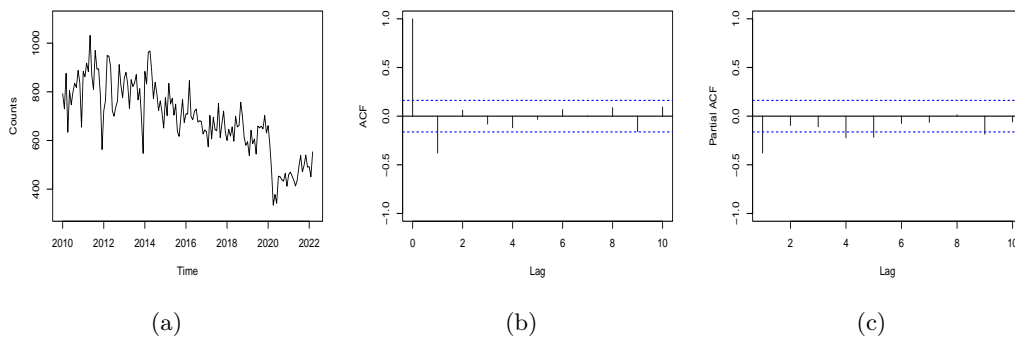 Counts
400 600 800 1000
2010 2012 2014 2016 2018 2020 2022
Time
(a)
ACF
−1.0 −0.5 0.0 0.5 1.0
0 2 4 6 8 10
Lag
(b)
Partial ACF
−1.0 −0.5 0.0 0.5 1.0
2 4 6 8 10
Lag
(c)